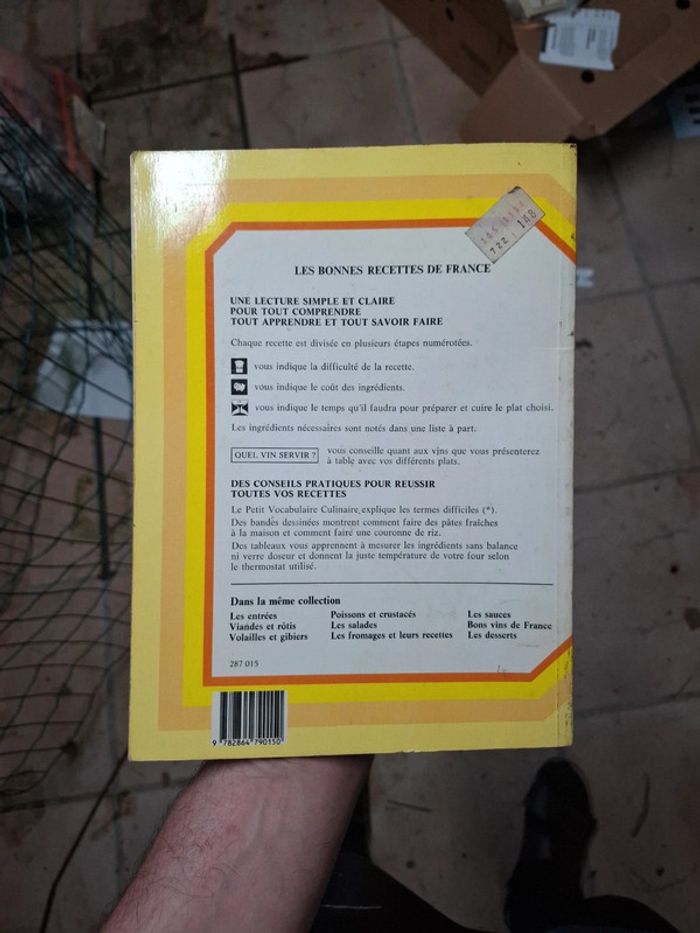 148
722
LES BONNES RECETTES DE FRANCE
UNE LECTURE SIMPLE ET CLAIRE
POUR TOUT COMPRENDRE
TOUT APPRENDRE ET TOUT SAVOIR FAIRE
Chaque recette est divisée en plusieurs étapes numérotées.
vous indique la difficulté de la recette.
vous indique le coût des ingrédients.
vous indique le temps qu'il faudra pour préparer et cuire le plat choisi.
Les ingrédients nécessaires sont notés dans une liste à part.
QUEL VIN SERVIR ? vous conseille quant aux vins que vous présenterez
à table avec vos différents plats.
DES CONSEILS PRATIQUES POUR REUSSIR
TOUTES VOS RECETTES
Le Petit Vocabulaire Culinaire explique les termes difficiles (*).
Des bandes dessinées montrent comment faire des pâtes fraîches
à la maison et comment faire une couronne de riz.
Des tableaux vous apprennent à mesurer les ingrédients sans balance
ni verre doseur et donnent la juste température de votre four selon
le thermostat utilisé.
Dans la même collection
Les entrées Poissons et crustacés Les sauces
Viandes et rôtis Les salades Bons vins de France
Volailles et gibiers Les fromages et leurs recettes Les desserts
287 015
9 782864 790150